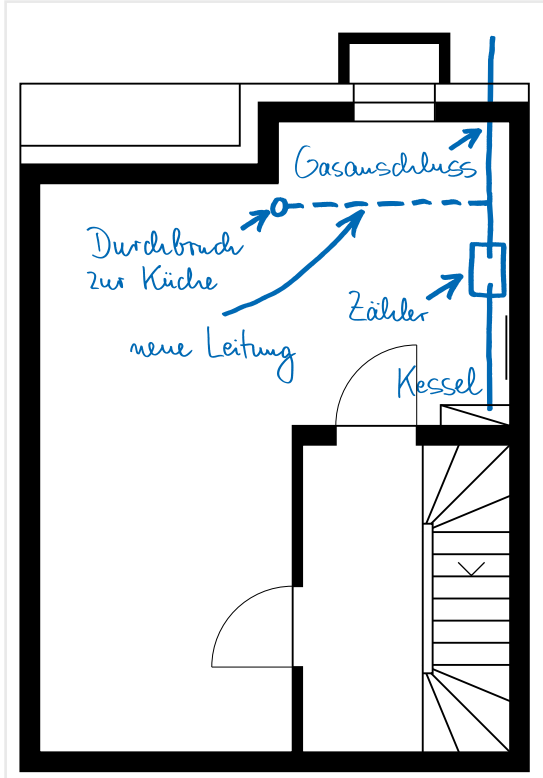 Gasanschluss
Durchbruch
zur Küche
Zähler
neue Leitung
Kessel